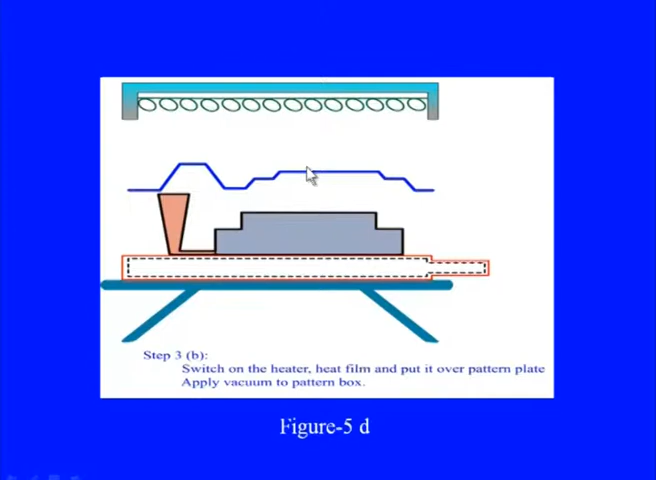 Step 3 (b):
Switch on the heater, heat film and put it over pattern plate
Apply vacuum to pattern box.
Figure-5 d